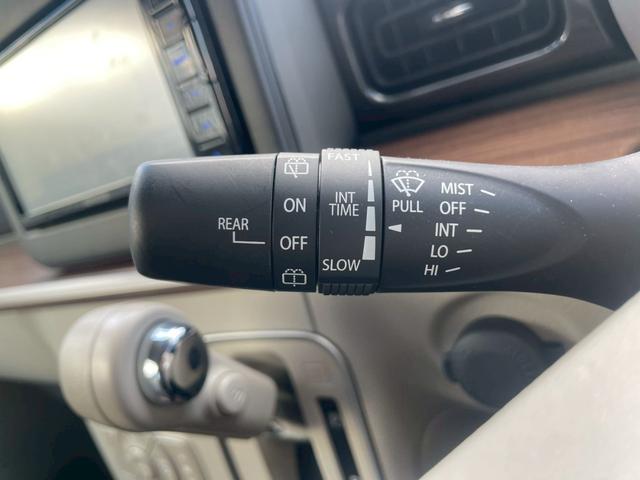 REAR
ON
OFF
FAST
INT
TIME
SLOW
PULL
MIST
OFF
INT
LO
HI